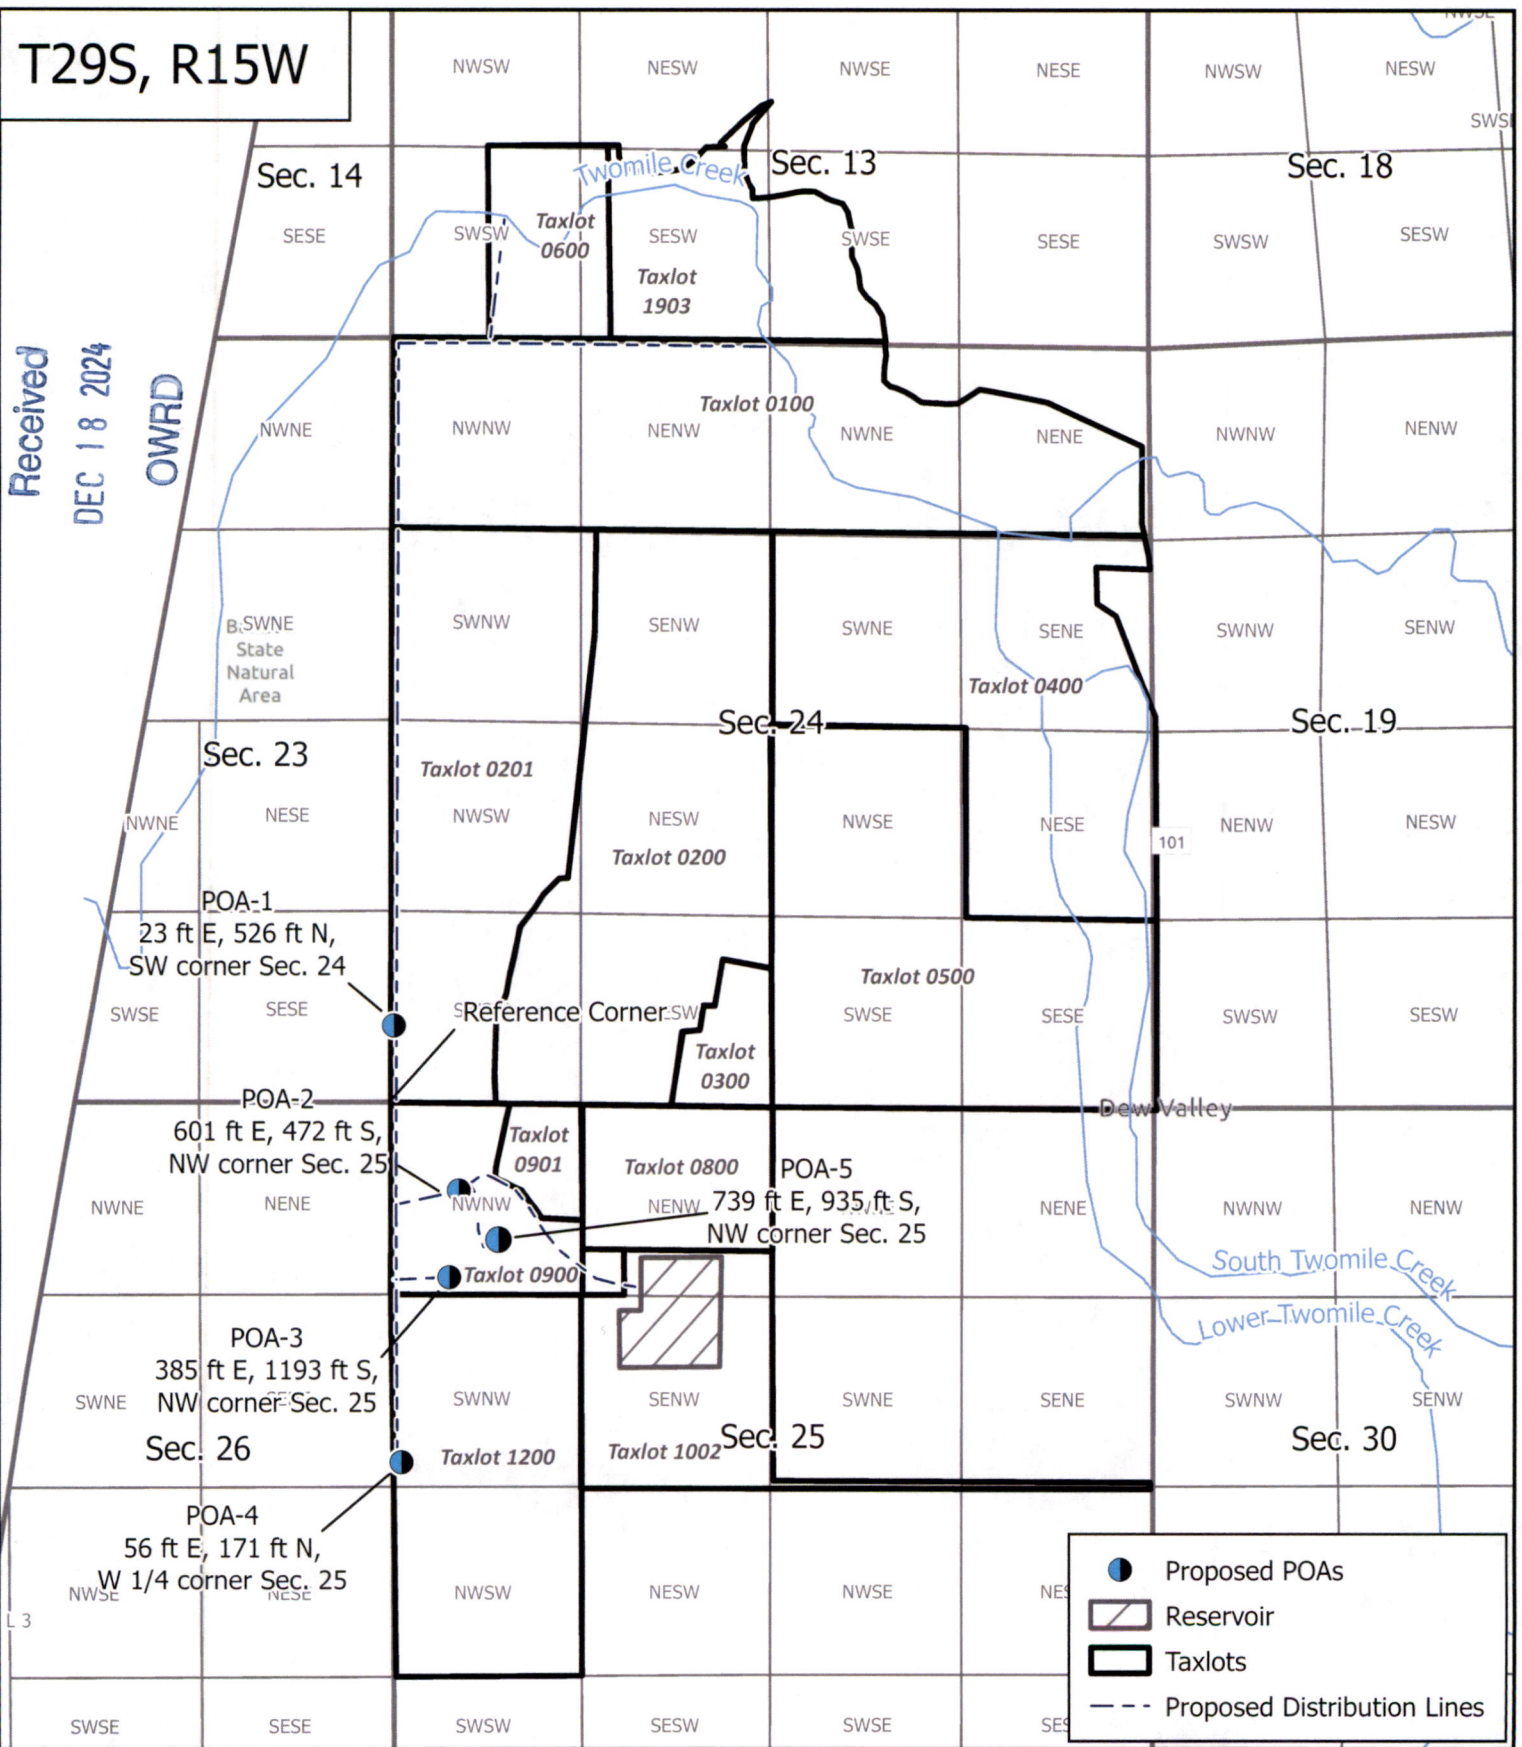 T29S, R15W
NWSW
NESW
NWSE
NESE
NWSW
NESW
Sec. 14
Twomile Creek
Sec. 13
Sec. 18
SESE
SWSW
Taxlot
0600
SESW
SWSE
SESE
SWSW
SESW
Taxlot
1903
Received
DEC 18 2024
OWRD
Taxlot 0100
NWNE
NWNW
NENW
NWNE
NENE
NWNW
NENW
SWNE
State
Natural
Area
SWNW
SENW
SWNE
SENE
SWNW
SENW
Taxlot 0400
Sec. 23
Sec. 24
Sec. 19
Taxlot 0201
NWNE
NESE
NWSW
NESW
NWSE
NESE
NENW
NESW
101
Taxlot 0200
POA-1
23 ft E, 526 ft N,
SW corner Sec. 24
Taxlot 0500
Reference Corner
SWSE
SESE
SWSE
SESE
SWSW
SESW
Taxlot
0300
Dew Valley
POA-2
601 ft E, 472 ft S,
NW corner Sec. 25
Taxlot
0901
Taxlot 0800
POA-5
739 ft E, 935 ft S,
NW corner Sec. 25
NWNE
NENE
NWNW
NENW
NENE
NWNW
NENW
South Twomile Creek
Taxlot 0900
Lower Twomile Creek
POA-3
385 ft E, 1193 ft S,
NW corner Sec. 25
SWNE
SWNW
SENW
SWNE
SENE
SWNW
SENW
Sec. 26
Taxlot 1200
Taxlot 1002
Sec. 25
Sec. 30
POA-4
56 ft E, 171 ft N,
W 1/4 corner Sec. 25
NWSE
NESE
NWSW
NESW
NWSE
L 3
SWSE
SESE
SWSW
SESW
SWSE
Proposed POAs
Reservoir
Taxlots
Proposed Distribution Lines